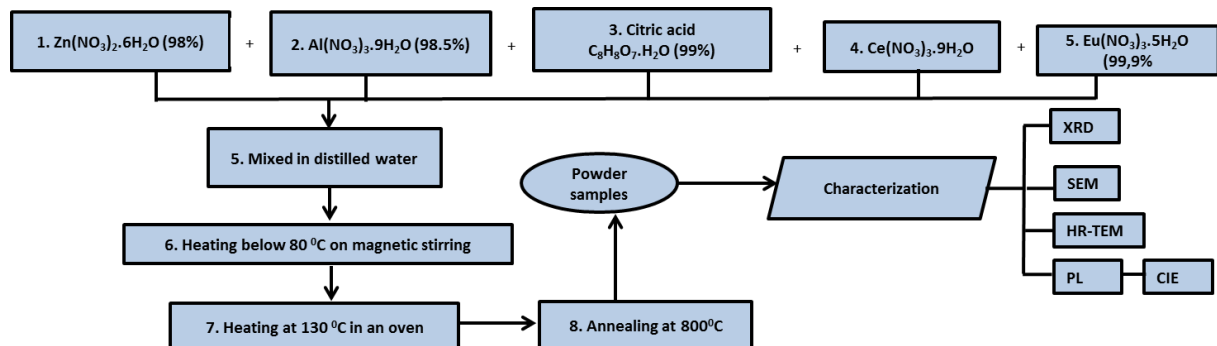 1. Zn(NO₃)₂.6H₂O (98%)
+
2. Al(NO₃)₃.9H₂O (98.5%)
+
3. Citric acid
C₈H₈O₇.H₂O (99%)
+
4. Ce(NO₃)₃.9H₂O
+
5. Eu(NO₃)₃.5H₂O
(99,9%
5. Mixed in distilled water
6. Heating below 80 ⁰C on magnetic stirring
7. Heating at 130 ⁰C in an oven
8. Annealing at 800⁰C
Powder
samples
Characterization
XRD
SEM
HR-TEM
PL
CIE